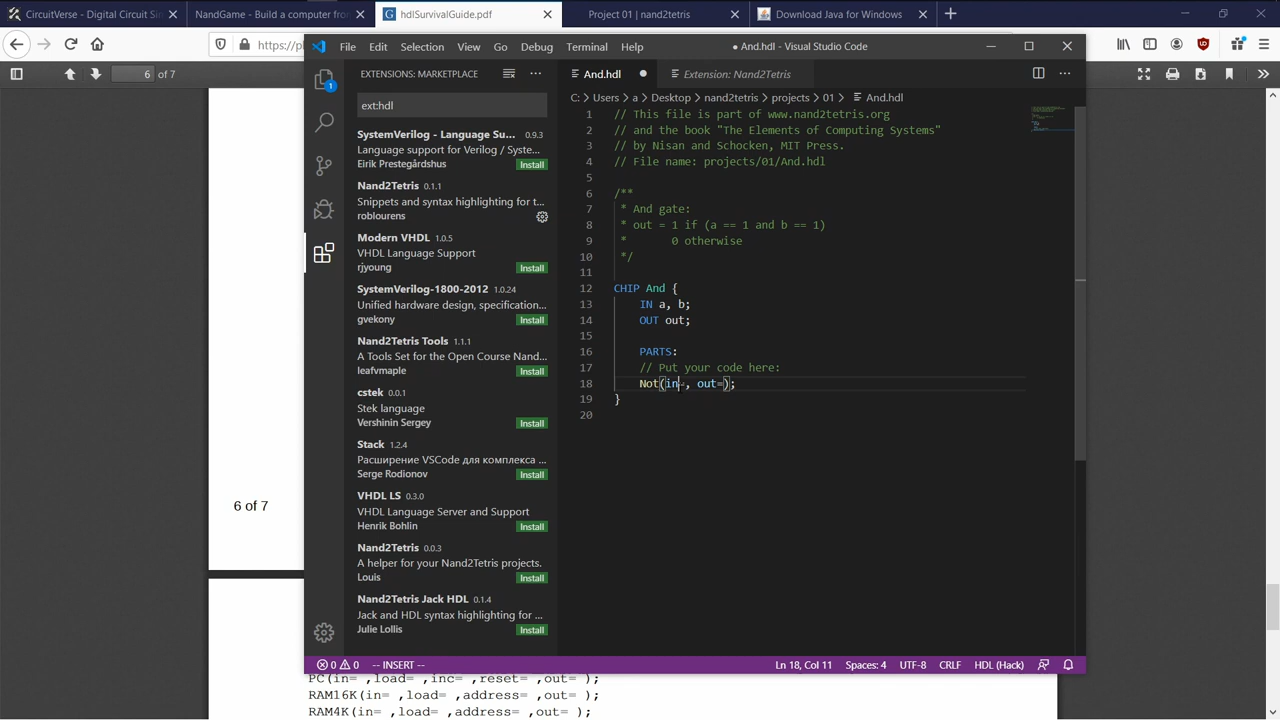 CircuitVerse - Digital Circuit Sim
NandGame - Build a computer from
hdlSurvivalGuide.pdf
Project 01 | nand2tetris
Download Java for Windows
https://pl
6 of 7
File Edit Selection View Go Debug Terminal Help
● And.hdl - Visual Studio Code
EXTENSIONS: MARKETPLACE
And.hdl
Extension: Nand2Tetris
C: > Users > a > Desktop > nand2tetris > projects > 01 > And.hdl
1
ext:hdl
SystemVerilog - Language Su... 0.9.3
Language support for Verilog / Syste...
Eirik Prestegårdshus Install
Nand2Tetris 0.1.1
Snippets and syntax highlighting for t...
roblourens
Modern VHDL 1.0.5
VHDL Language Support
rjyoung Install
SystemVerilog-1800-2012 1.0.24
Unified hardware design, specification...
gvekony Install
Nand2Tetris Tools 1.1.1
A Tools Set for the Open Course Nand...
leafvmaple Install
cstek 0.0.1
Stek language
Vershinin Sergey Install
Stack 1.2.4
Расширение VSCode для комплекса ...
Serge Rodionov Install
VHDL LS 0.3.0
VHDL Language Server and Support
Henrik Bohlin Install
Nand2Tetris 0.0.3
A helper for your Nand2Tetris projects.
Louis Install
Nand2Tetris Jack HDL 0.1.4
Jack and HDL syntax highlighting for ...
Julie Lollis Install
1 // This file is part of www.nand2tetris.org
2 // and the book "The Elements of Computing Systems"
3 // by Nisan and Schocken, MIT Press.
4 // File name: projects/01/And.hdl
5
6 /**
7 * And gate:
8 * out = 1 if (a == 1 and b == 1)
9 * 0 otherwise
10 */
11
12 CHIP And {
13 IN a, b;
14 OUT out;
15
16 PARTS:
17 // Put your code here:
18 Not(in=, out=);
19 }
20
0 0 -- INSERT --
Ln 18, Col 11 Spaces: 4 UTF-8 CRLF HDL (Hack)
6 of 7
PC(in= ,load= ,inc= ,reset= ,out= );
RAM16K(in= ,load= ,address= ,out= );
RAM4K(in= ,load= ,address= ,out= );